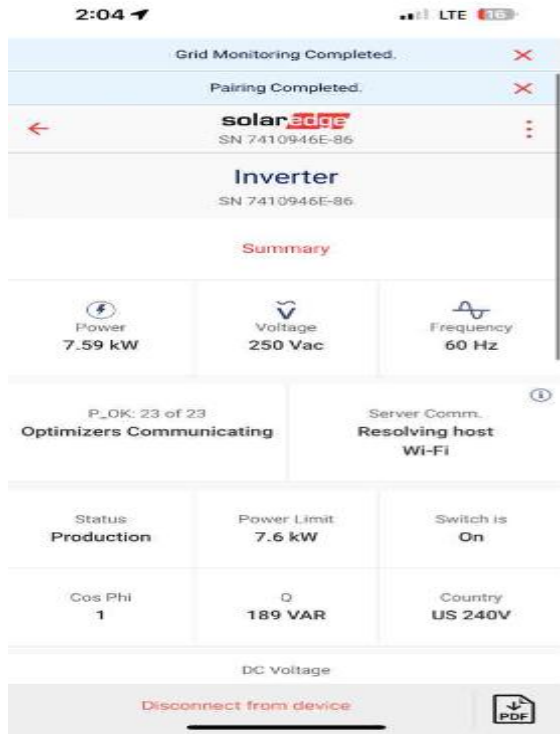 2:04
LTE 16
Grid Monitoring Completed.
Pairing Completed.
solaredge
SN 7410946E-86
Inverter
SN 7410946E-86
Summary
Power
7.59 kW
Voltage
250 Vac
Frequency
60 Hz
P_OK: 23 of 23
Optimizers Communicating
Server Comm.
Resolving host
Wi-Fi
Status
Production
Power Limit
7.6 kW
Switch is
On
Cos Phi
1
Q
189 VAR
Country
US 240V
DC Voltage
Disconnect from device
PDF